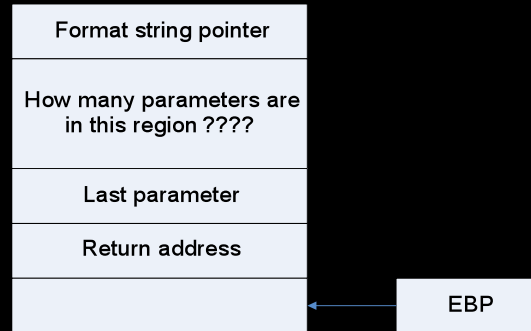 Format string pointer
How many parameters are
in this region ????
Last parameter
Return address
EBP